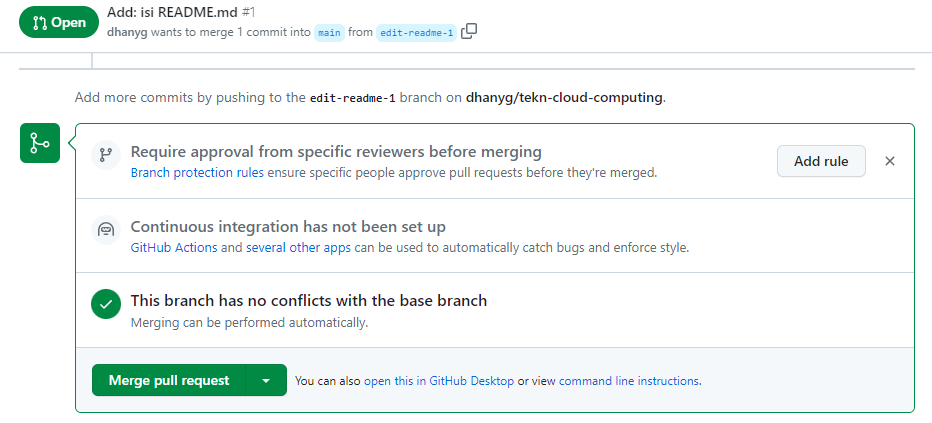 Open
Add: isi README.md #1
dhanyg wants to merge 1 commit into main from edit-readme-1
Add more commits by pushing to the edit-readme-1 branch on dhanyg/tekn-cloud-computing.
Require approval from specific reviewers before merging
Branch protection rules ensure specific people approve pull requests before they're merged.
Add rule
Continuous integration has not been set up
GitHub Actions and several other apps can be used to automatically catch bugs and enforce style.
This branch has no conflicts with the base branch
Merging can be performed automatically.
Merge pull request
You can also open this in GitHub Desktop or view command line instructions.